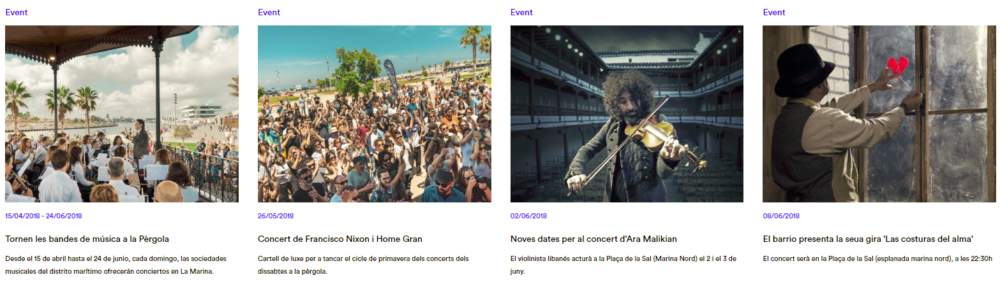 Event
Event
Event
Event
15/04/2018 - 24/06/2018
26/05/2018
02/06/2018
08/06/2018
Tornen les bandes de música a la Pèrgola
Concert de Francisco Nixon i Home Gran
Noves dates per al concert d'Ara Malikian
El barrio presenta la seua gira 'Las costuras del alma'
Desde el 15 de abril hasta el 24 de junio, cada domingo, las sociedades
musicales del distrito marítimo ofrecerán conciertos en La Marina.
Cartell de luxe per a tancar el cicle de primavera dels concerts dels
dissabtes a la pèrgola.
El violinista libanés acturà a la Plaça de la Sal (Marina Nord) el 2 i el 3 de
juny.
El concert serà en la Plaça de la Sal (esplanada marina nord), a les 22:30h